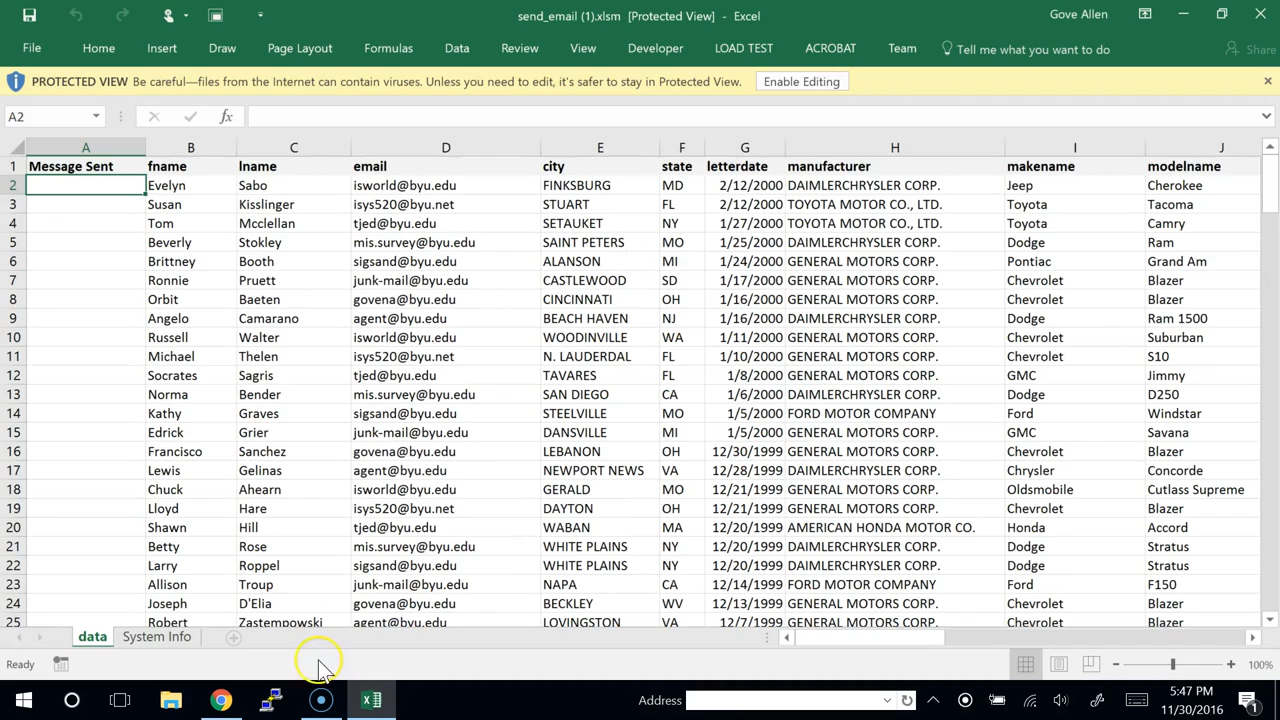 send_email (1).xlsm [Protected View] - Excel
Gove Allen
File Home Insert Draw Page Layout Formulas Data Review View Developer LOAD TEST ACROBAT Team Tell me what you want to do Share
PROTECTED VIEW Be careful—files from the Internet can contain viruses. Unless you need to edit, it's safer to stay in Protected View. Enable Editing
A2 fx
A B C D E F G H I J
1 Message Sent fname lname email city state letterdate manufacturer makename modelname
2 Evelyn Sabo isworld@byu.edu FINKSBURG MD 2/12/2000 DAIMLERCHRYSLER CORP. Jeep Cherokee
3 Susan Kisslinger isys520@byu.net STUART FL 2/12/2000 TOYOTA MOTOR CO., LTD. Toyota Tacoma
4 Tom Mcclellan tjed@byu.edu SETAUKET NY 1/27/2000 TOYOTA MOTOR CO., LTD. Toyota Camry
5 Beverly Stokley mis.survey@byu.edu SAINT PETERS MO 1/25/2000 DAIMLERCHRYSLER CORP. Dodge Ram
6 Brittney Booth sigsand@byu.edu ALANSON MI 1/24/2000 GENERAL MOTORS CORP. Pontiac Grand Am
7 Ronnie Pruett junk-mail@byu.edu CASTLEWOOD SD 1/17/2000 GENERAL MOTORS CORP. Chevrolet Blazer
8 Orbit Baeten govena@byu.edu CINCINNATI OH 1/16/2000 GENERAL MOTORS CORP. Chevrolet Blazer
9 Angelo Camarano agent@byu.edu BEACH HAVEN NJ 1/16/2000 GENERAL MOTORS CORP. Dodge Ram 1500
10 Russell Walter isworld@byu.edu WOODINVILLE WA 1/11/2000 GENERAL MOTORS CORP. Chevrolet Suburban
11 Michael Thelen isys520@byu.net N. LAUDERDAL FL 1/10/2000 GENERAL MOTORS CORP. Chevrolet S10
12 Socrates Sagris tjed@byu.edu TAVARES FL 1/8/2000 GENERAL MOTORS CORP. GMC Jimmy
13 Norma Bender mis.survey@byu.edu SAN DIEGO CA 1/6/2000 GENERAL MOTORS CORP. Dodge D250
14 Kathy Graves sigsand@byu.edu STEELVILLE MO 1/5/2000 FORD MOTOR COMPANY Ford Windstar
15 Edrick Grier junk-mail@byu.edu DANSVILLE MI 1/5/2000 GENERAL MOTORS CORP. GMC Savana
16 Francisco Sanchez govena@byu.edu LEBANON OH 12/30/1999 GENERAL MOTORS CORP. Chevrolet Blazer
17 Lewis Gelinas agent@byu.edu NEWPORT NEWS VA 12/28/1999 DAIMLERCHRYSLER CORP. Chrysler Concorde
18 Chuck Ahearn isworld@byu.edu GERALD MO 12/21/1999 GENERAL MOTORS CORP. Oldsmobile Cutlass Supreme
19 Lloyd Hare isys520@byu.net DAYTON OH 12/21/1999 GENERAL MOTORS CORP. Chevrolet Blazer
20 Shawn Hill tjed@byu.edu WABAN MA 12/20/1999 AMERICAN HONDA MOTOR CO. Honda Accord
21 Betty Rose mis.survey@byu.edu WHITE PLAINS NY 12/20/1999 DAIMLERCHRYSLER CORP. Dodge Stratus
22 Larry Roppel sigsand@byu.edu WHITE PLAINS NY 12/20/1999 DAIMLERCHRYSLER CORP. Dodge Stratus
23 Allison Troup junk-mail@byu.edu NAPA CA 12/14/1999 FORD MOTOR COMPANY Ford F150
24 Joseph D'Elia govena@byu.edu BECKLEY WV 12/13/1999 GENERAL MOTORS CORP. Chevrolet Blazer
25 Robert Zastempowski agent@byu.edu LOVINGSTON VA 12/7/1999 GENERAL MOTORS CORP. Chevrolet Blazer
data System Info
Ready 100%
Address 5:47 PM
11/30/2016 1